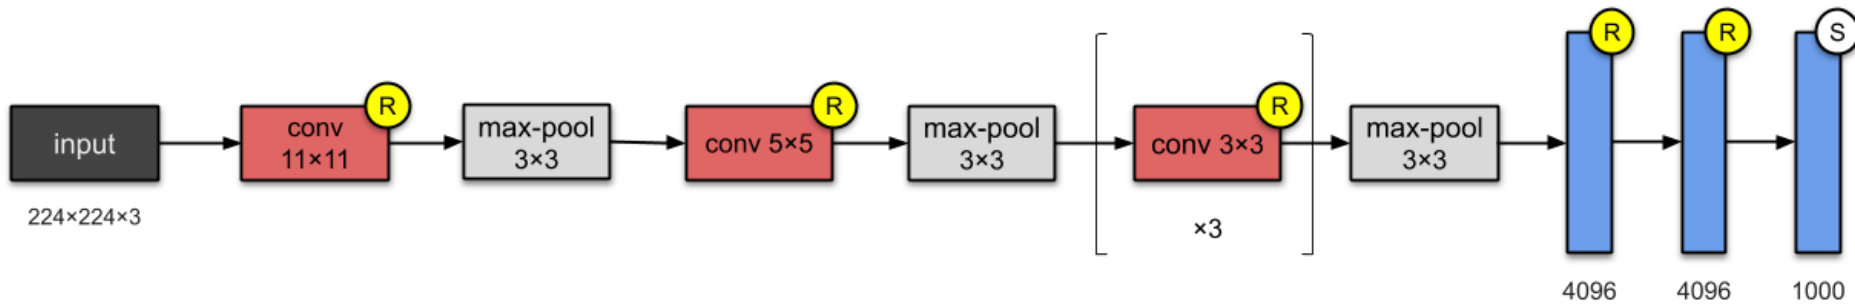 input
224×224×3
conv
11×11
R
max-pool
3×3
conv 5×5
R
max-pool
3×3
conv 3×3
R
×3
max-pool
3×3
R
4096
R
4096
S
1000